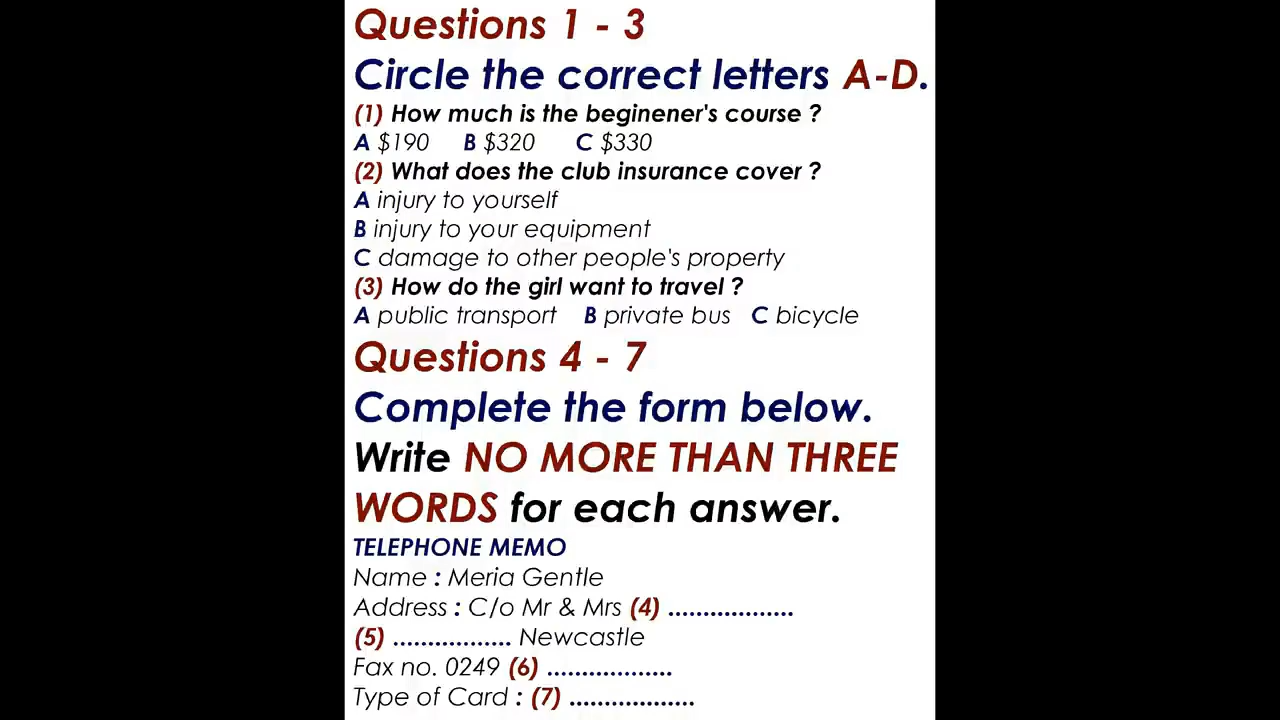 Questions 1 - 3
Circle the correct letters A-D.
(1) How much is the beginener's course ?
A $190 B $320 C $330
(2) What does the club insurance cover ?
A injury to yourself
B injury to your equipment
C damage to other people's property
(3) How do the girl want to travel ?
A public transport B private bus C bicycle
Questions 4 - 7
Complete the form below.
Write NO MORE THAN THREE
WORDS for each answer.
TELEPHONE MEMO
Name : Meria Gentle
Address : C/o Mr & Mrs (4) ..................
(5) ................. Newcastle
Fax no. 0249 (6) ..................
Type of Card : (7) ..................